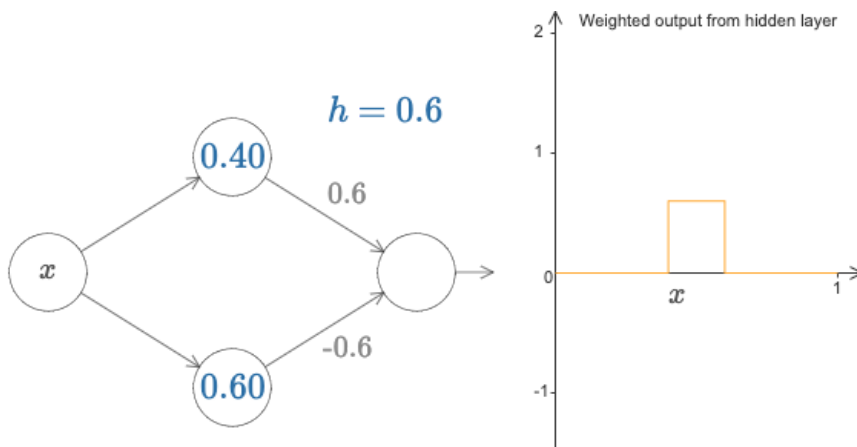 h = 0.6
0.40
0.6
x
-0.6
0.60
Weighted output from hidden layer
2
1
0
x
1
-1